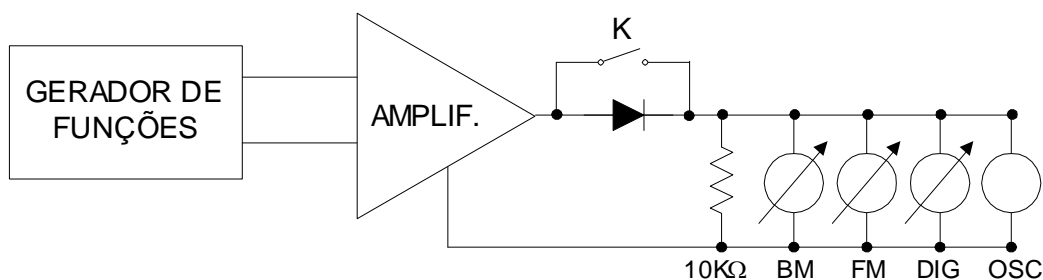 K
GERADOR DE
FUNÇÕES
AMPLIF.
10KΩ BM FM DIG OSC